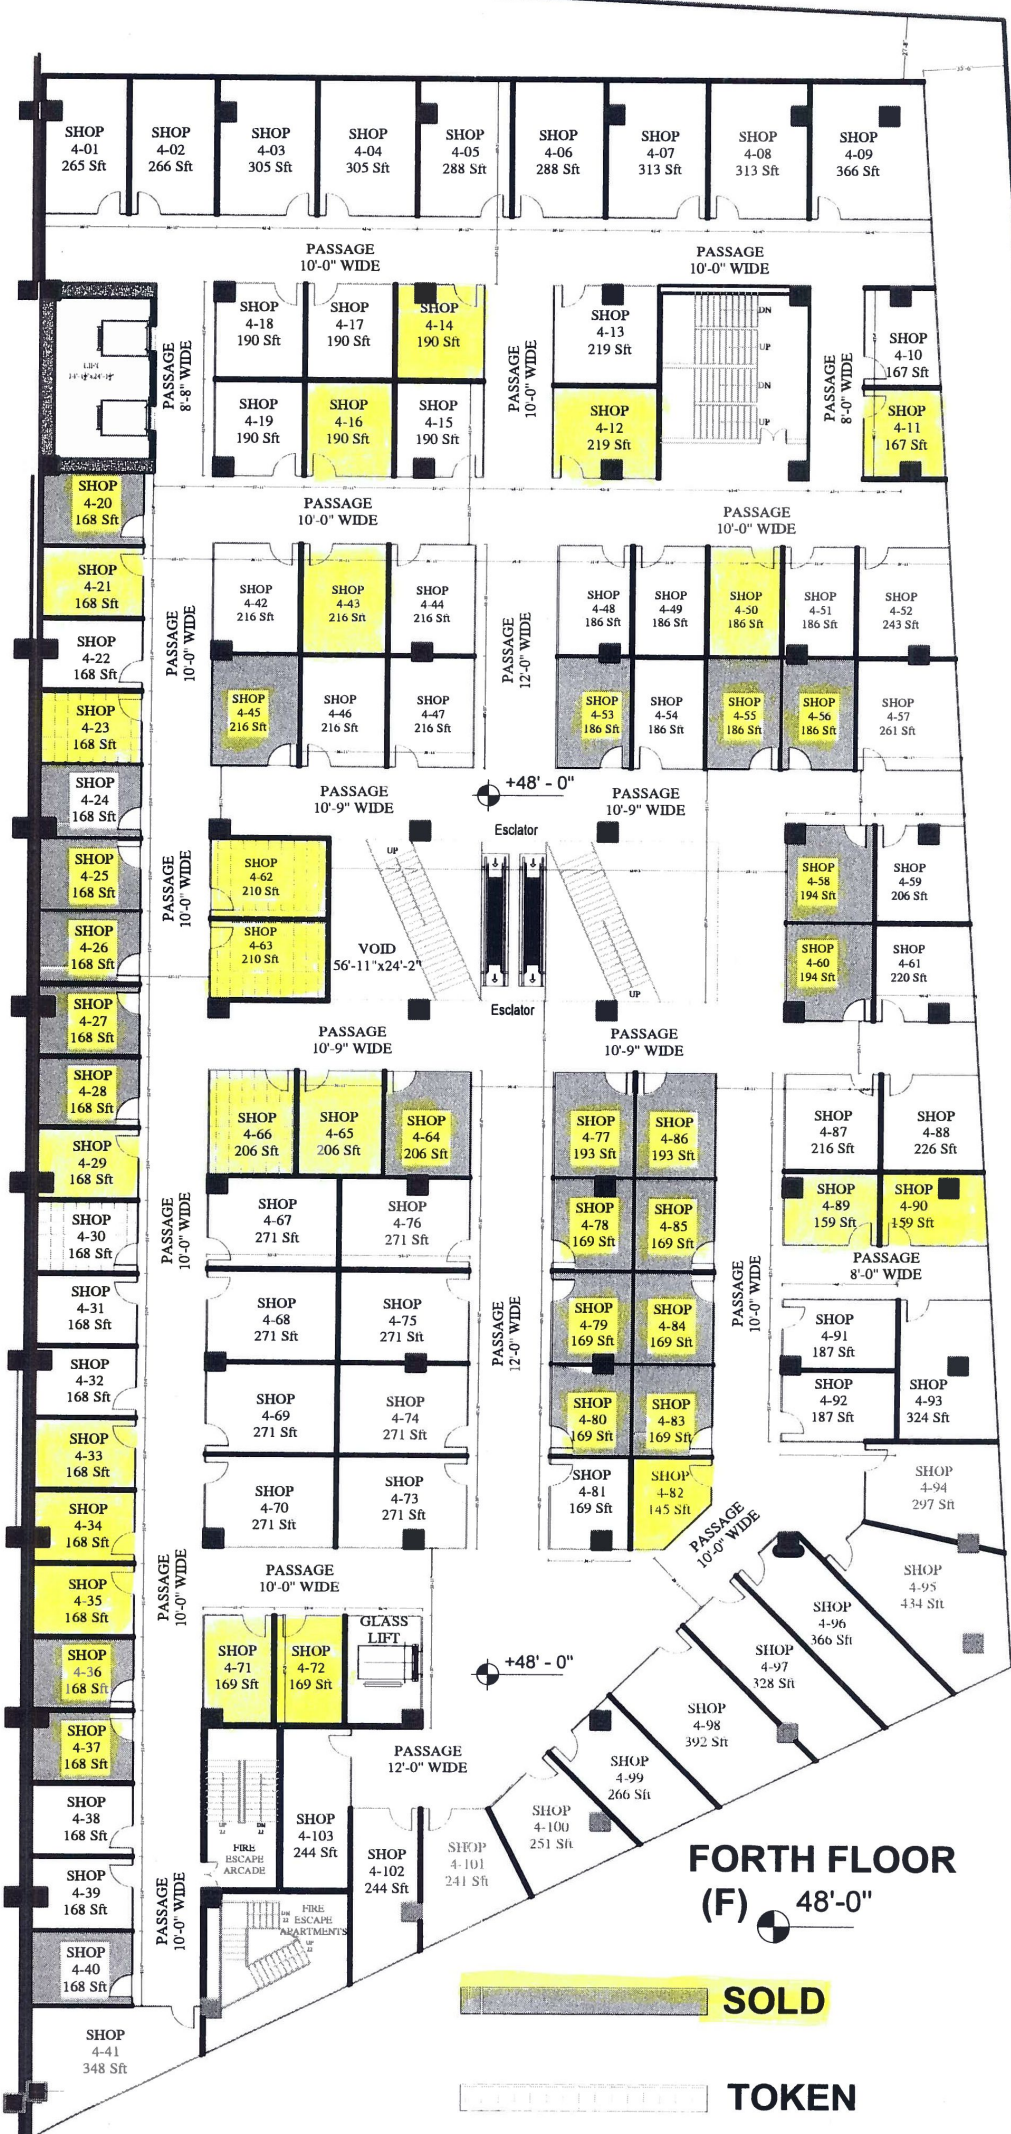 SHOP
4-01
265 Sft
SHOP
4-02
266 Sft
SHOP
4-03
305 Sft
SHOP
4-04
305 Sft
SHOP
4-05
288 Sft
SHOP
4-06
288 Sft
SHOP
4-07
313 Sft
SHOP
4-08
313 Sft
SHOP
4-09
366 Sft
PASSAGE
10'-0" WIDE
PASSAGE
10'-0" WIDE
PASSAGE
8'-8" WIDE
SHOP
4-18
190 Sft
SHOP
4-17
190 Sft
SHOP
4-14
190 Sft
PASSAGE
10'-0" WIDE
SHOP
4-13
219 Sft
DN
UP
DN
UP
PASSAGE
8'-0" WIDE
SHOP
4-10
167 Sft
SHOP
4-19
190 Sft
SHOP
4-16
190 Sft
SHOP
4-15
190 Sft
SHOP
4-12
219 Sft
SHOP
4-11
167 Sft
SHOP
4-20
168 Sft
PASSAGE
10'-0" WIDE
PASSAGE
10'-0" WIDE
SHOP
4-21
168 Sft
SHOP
4-22
168 Sft
PASSAGE
10'-0" WIDE
SHOP
4-42
216 Sft
SHOP
4-43
216 Sft
SHOP
4-44
216 Sft
PASSAGE
12'-0" WIDE
SHOP
4-48
186 Sft
SHOP
4-49
186 Sft
SHOP
4-50
186 Sft
SHOP
4-51
186 Sft
SHOP
4-52
243 Sft
SHOP
4-23
168 Sft
SHOP
4-45
216 Sft
SHOP
4-46
216 Sft
SHOP
4-47
216 Sft
SHOP
4-53
186 Sft
SHOP
4-54
186 Sft
SHOP
4-55
186 Sft
SHOP
4-56
186 Sft
SHOP
4-57
261 Sft
SHOP
4-24
168 Sft
PASSAGE
10'-9" WIDE
+48' - 0"
PASSAGE
10'-9" WIDE
Esclator
SHOP
4-25
168 Sft
PASSAGE
10'-0" WIDE
SHOP
4-62
210 Sft
UP
SHOP
4-58
194 Sft
SHOP
4-59
206 Sft
SHOP
4-26
168 Sft
SHOP
4-63
210 Sft
VOID
56'-11"x24'-2"
UP
SHOP
4-60
194 Sft
SHOP
4-61
220 Sft
Esclator
SHOP
4-27
168 Sft
PASSAGE
10'-9" WIDE
PASSAGE
10'-9" WIDE
SHOP
4-28
168 Sft
SHOP
4-29
168 Sft
SHOP
4-66
206 Sft
SHOP
4-65
206 Sft
SHOP
4-64
206 Sft
SHOP
4-77
193 Sft
SHOP
4-86
193 Sft
SHOP
4-87
216 Sft
SHOP
4-88
226 Sft
SHOP
4-30
168 Sft
PASSAGE
10'-0" WIDE
SHOP
4-67
271 Sft
SHOP
4-76
271 Sft
SHOP
4-78
169 Sft
SHOP
4-85
169 Sft
SHOP
4-89
159 Sft
SHOP
4-90
159 Sft
PASSAGE
8'-0" WIDE
SHOP
4-31
168 Sft
SHOP
4-68
271 Sft
SHOP
4-75
271 Sft
PASSAGE
12'-0" WIDE
SHOP
4-79
169 Sft
SHOP
4-84
169 Sft
PASSAGE
10'-0" WIDE
SHOP
4-91
187 Sft
SHOP
4-32
168 Sft
SHOP
4-69
271 Sft
SHOP
4-74
271 Sft
SHOP
4-80
169 Sft
SHOP
4-83
169 Sft
SHOP
4-92
187 Sft
SHOP
4-93
324 Sft
SHOP
4-33
168 Sft
SHOP
4-70
271 Sft
SHOP
4-73
271 Sft
SHOP
4-81
169 Sft
SHOP
4-82
145 Sft
SHOP
4-94
297 Sft
SHOP
4-34
168 Sft
PASSAGE
10'-0" WIDE
SHOP
4-35
168 Sft
PASSAGE
10'-0" WIDE
PASSAGE
10'-0" WIDE
SHOP
4-95
434 Sft
SHOP
4-96
366 Sft
SHOP
4-36
168 Sft
SHOP
4-71
169 Sft
SHOP
4-72
169 Sft
GLASS
LIFT
+48' - 0"
SHOP
4-97
328 Sft
SHOP
4-37
168 Sft
SHOP
4-98
392 Sft
PASSAGE
12'-0" WIDE
SHOP
4-99
266 Sft
SHOP
4-38
168 Sft
UP
DN
FIRE
ESCAPE
ARCADE
SHOP
4-103
244 Sft
SHOP
4-102
244 Sft
SHOP
4-101
241 Sft
SHOP
4-100
251 Sft
SHOP
4-39
168 Sft
PASSAGE
10'-0" WIDE
FIRE
ESCAPE
APARTMENTS
FORTH FLOOR
(F) 48'-0"
SHOP
4-40
168 Sft
SOLD
SHOP
4-41
348 Sft
TOKEN